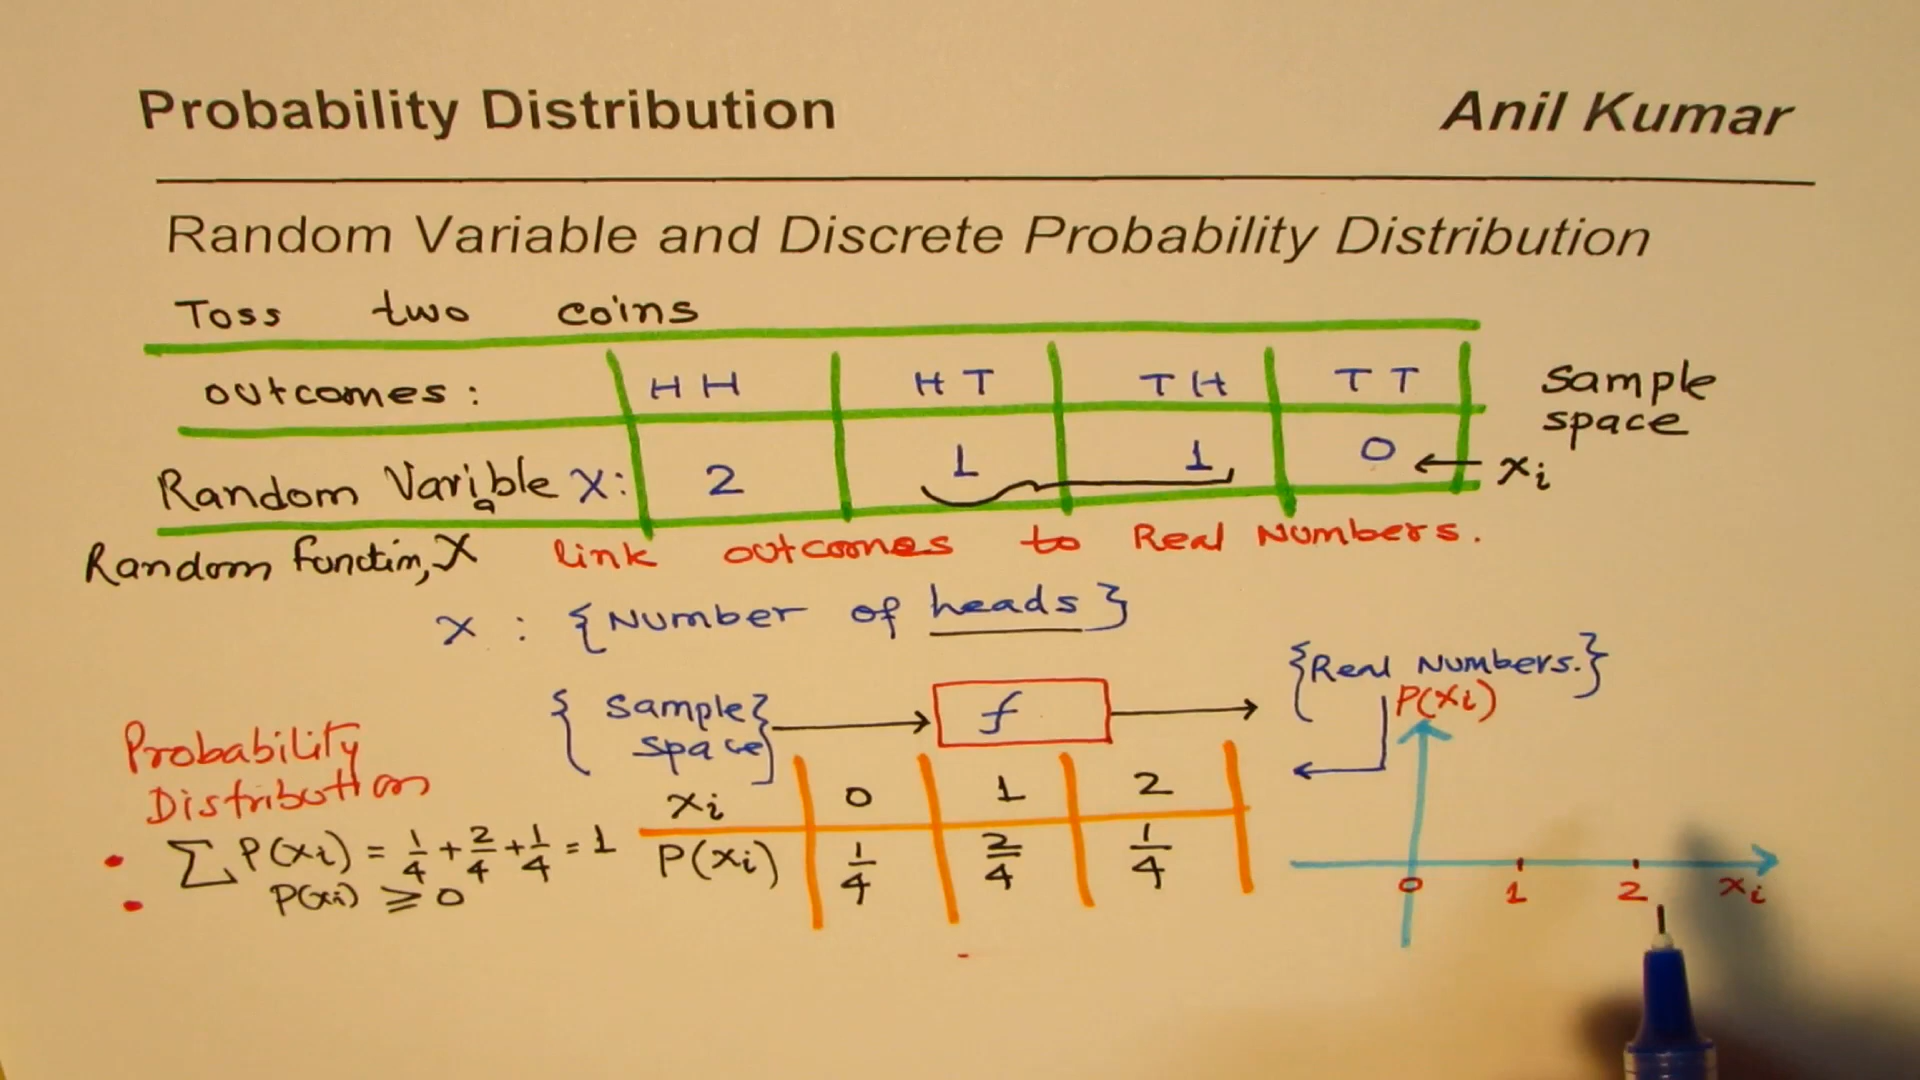 Probability Distribution
Anil Kumar
Random Variable and Discrete Probability Distribution
Toss two coins
outcomes: HH HT TH TT
Sample space
Random Variable X: 2 1 1 0 ← xi
Random Function, X link outcomes to Real Numbers.
X : {Number of heads}
{Sample space} → f → {Real Numbers.}
Probability Distribution
xi 0 1 2
P(xi) 1/4 2/4 1/4
• ∑ P(xi) = 1/4 + 2/4 + 1/4 = 1
• P(xi) ≥ 0
P(xi)
0 1 2 xi